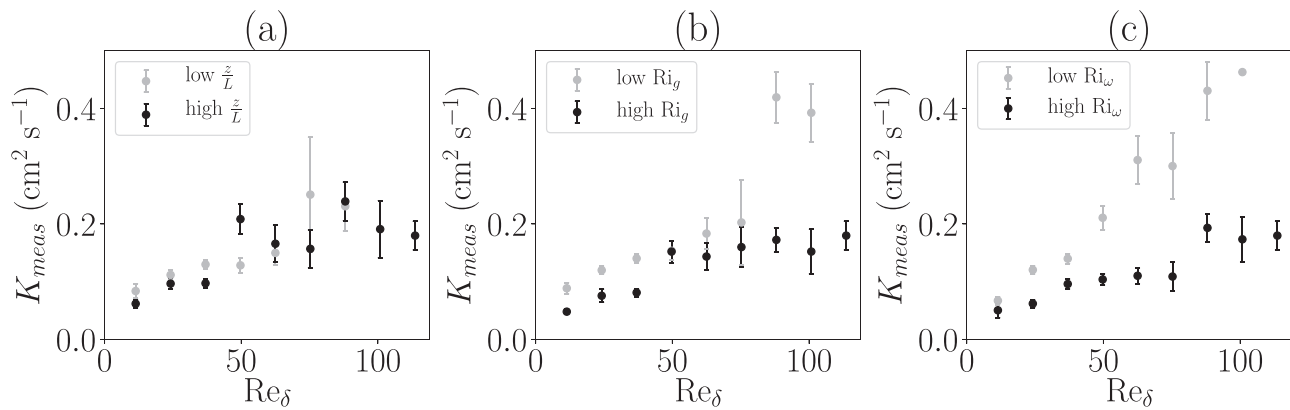 (a)
(b)
(c)
low z/L
high z/L
low Ri_g
high Ri_g
low Ri_ω
high Ri_ω
K_meas (cm² s⁻¹)
0.4
0.2
0.0
0
50
100
Re_δ
K_meas (cm² s⁻¹)
0.4
0.2
0.0
0
50
100
Re_δ
K_meas (cm² s⁻¹)
0.4
0.2
0.0
0
50
100
Re_δ